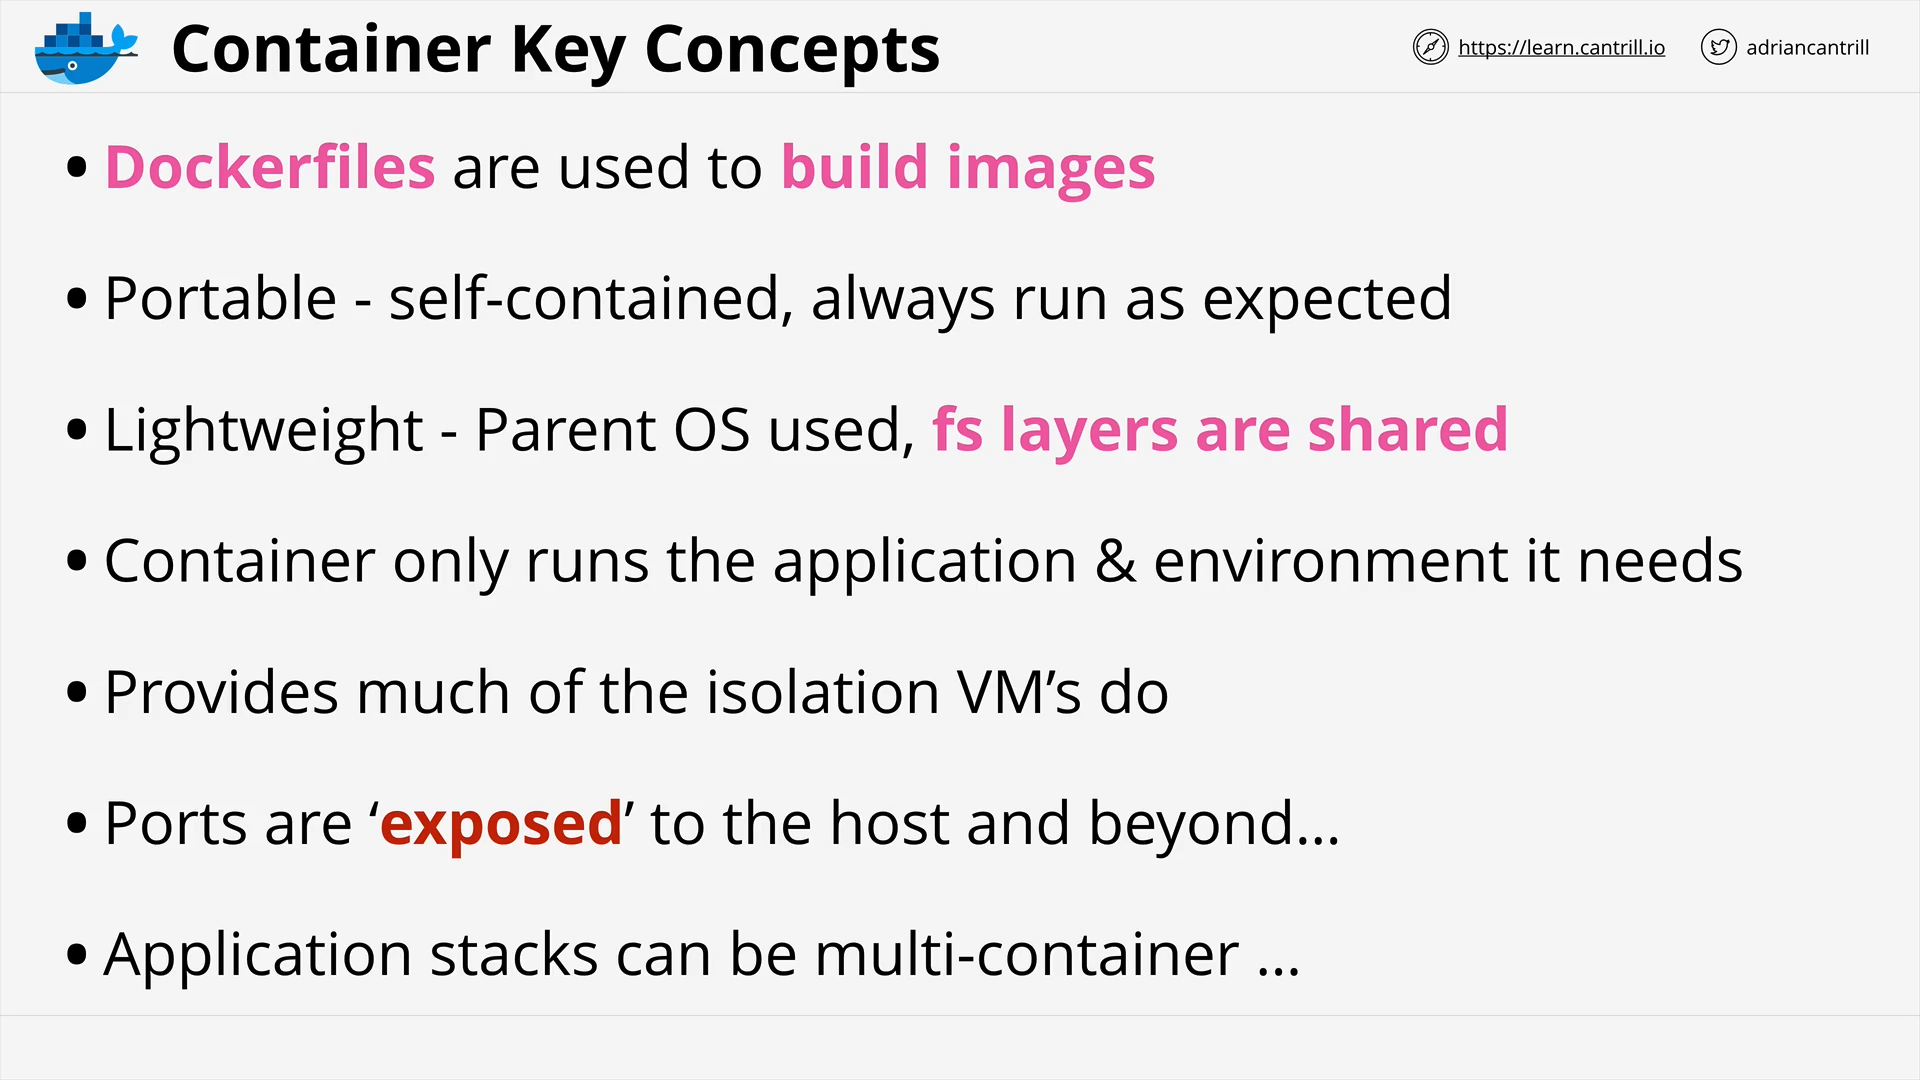 Container Key Concepts
https://learn.cantrill.io
adriancantrill
• Dockerfiles are used to build images
• Portable - self-contained, always run as expected
• Lightweight - Parent OS used, fs layers are shared
• Container only runs the application & environment it needs
• Provides much of the isolation VM’s do
• Ports are ‘exposed’ to the host and beyond…
• Application stacks can be multi-container …